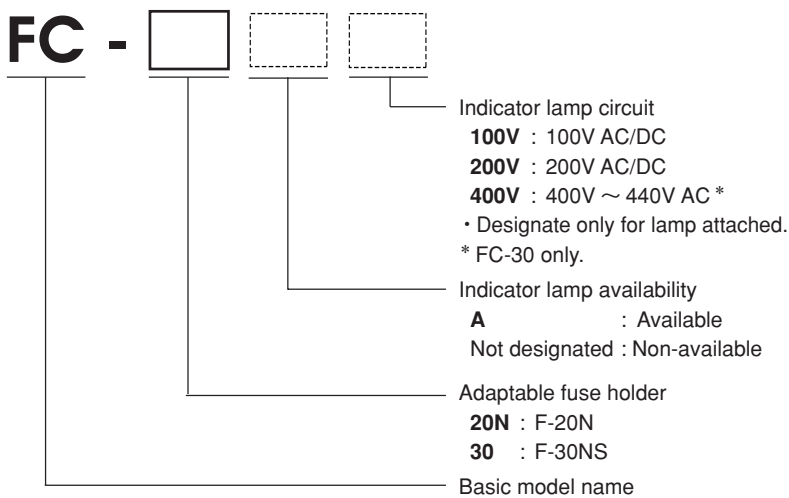 FC -
Indicator lamp circuit
100V : 100V AC/DC
200V : 200V AC/DC
400V : 400V ～ 440V AC *
・Designate only for lamp attached.
* FC-30 only.
Indicator lamp availability
A : Available
Not designated : Non-available
Adaptable fuse holder
20N : F-20N
30 : F-30NS
Basic model name